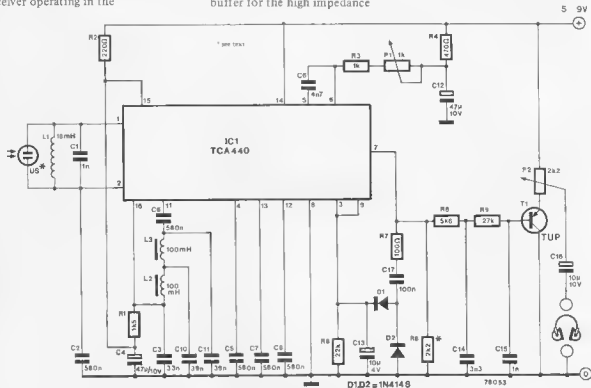 ceiver operating in the
buffer for the high impedance
5 9V
R2
220Ω
* see text
R3
1k
P1 1k
R4
470Ω
C8
4n7
C12
47µ
10V
15
14
5
6
1
2
IC1
TCA440
7
L1
18mH
C1
1n
US*
16
11
4
13
12
8
3
9
C6
580n
L3
100mH
L2
100
mH
R1
1k5
R7
100Ω
C17
100n
R8
5k6
R9
27k
P2
2k2
T1
TUP
C16
10µ
10V
D1
D2
C2
580n
C4
47µ/10V
C3
33n
C10
39n
C11
39n
C5
580n
C7
580n
C9
580n
R5
22k
C13
10µ
4V
R6
2k2
*
C14
3n3
C15
1n
78053
D1,D2 = 1N4148